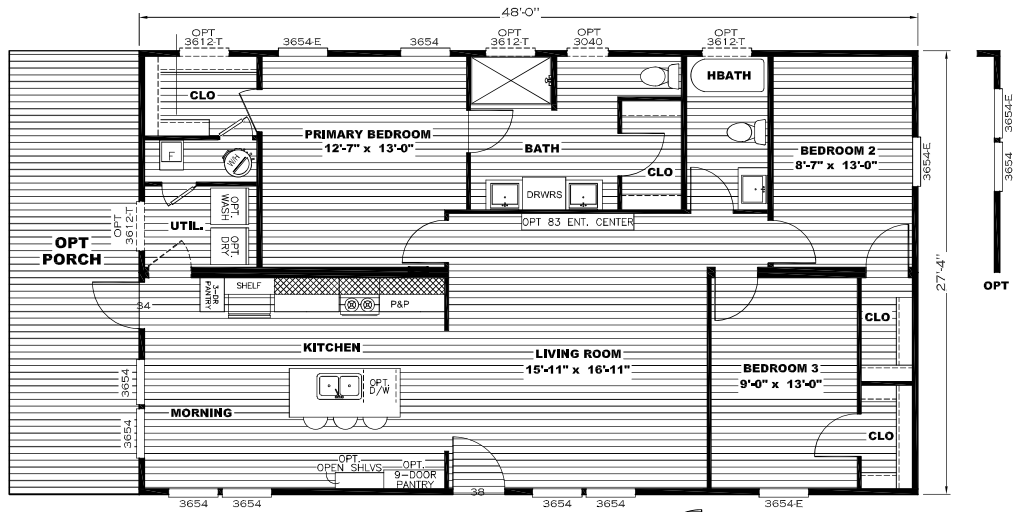 48'-0"
OPT
3612-T
3654-E
3654
OPT
3612-T
OPT
3040
OPT
3612-T
CLO
HBATH
PRIMARY BEDROOM
12'-7" x 13'-0"
BATH
BEDROOM 2
8'-7" x 13'-0"
3654-E
3654-E
3654
F
W/H
CLO
DRWRS
OPT.
WASH
OPT
3612-T
UTIL.
OPT 83 ENT. CENTER
OPT
PORCH
OPT.
DRY
27'-4"
OPT
34
3-DR
PANTRY
SHELF
P&P
CLO
KITCHEN
LIVING ROOM
15'-11" x 16'-11"
BEDROOM 3
9'-0" x 13'-0"
3654
OPT.
D/W
MORNING
3654
CLO
OPT.
OPEN SHLVS
OPT.
9-DOOR
PANTRY
38
3654
3654
3654
3654
3654-E